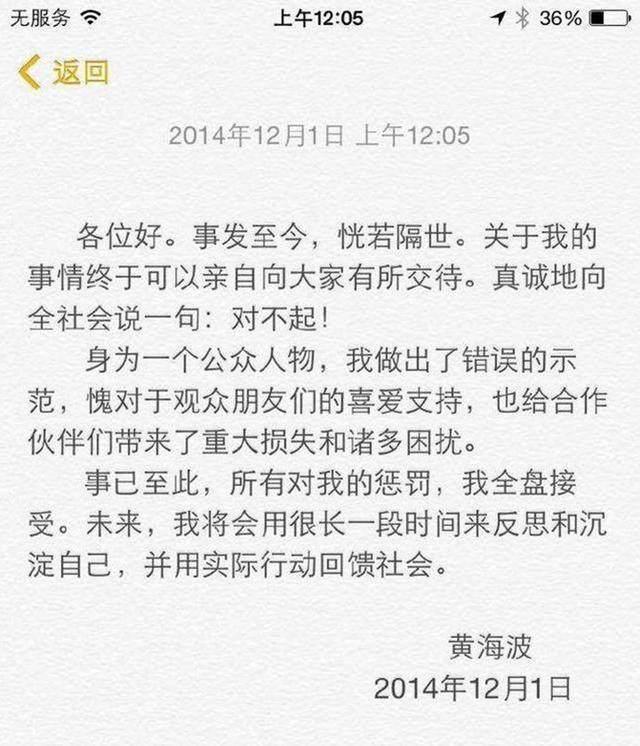 无服务 上午12:05 36%
返回
2014年12月1日 上午12:05
各位好。事发至今，恍若隔世。关于我的
事情终于可以亲自向大家有所交待。真诚地向
全社会说一句：对不起！
身为一个公众人物，我做出了错误的示
范，愧对于观众朋友们的喜爱支持，也给合作
伙伴们带来了重大损失和诸多困扰。
事已至此，所有对我的惩罚，我全盘接
受。未来，我将会用很长一段时间来反思和沉
淀自己，并用实际行动回馈社会。
黄海波
2014年12月1日